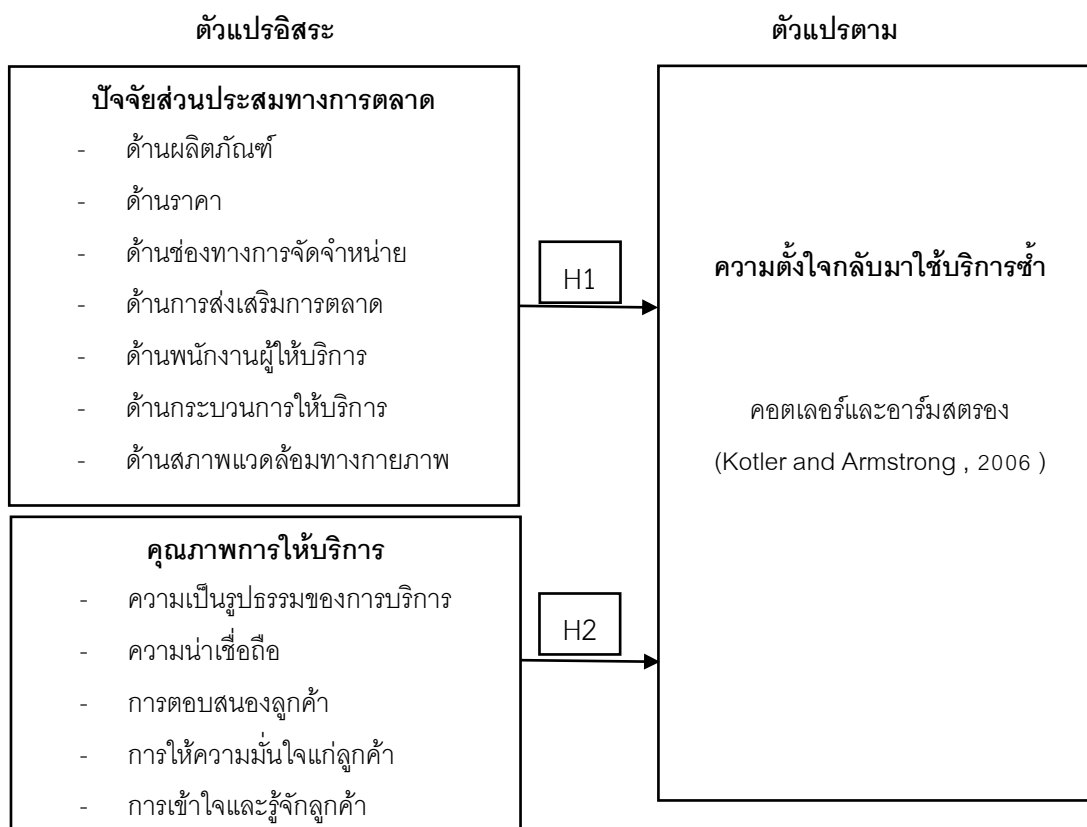 ตัวแปรอิสระ
ตัวแปรตาม
ปัจจัยส่วนประสมทางการตลาด
- ด้านผลิตภัณฑ์
- ด้านราคา
- ด้านช่องทางการจัดจำหน่าย
- ด้านการส่งเสริมการตลาด
- ด้านพนักงานผู้ให้บริการ
- ด้านกระบวนการให้บริการ
- ด้านสภาพแวดล้อมทางกายภาพ
H1
คุณภาพการให้บริการ
- ความเป็นรูปธรรมของการบริการ
- ความน่าเชื่อถือ
- การตอบสนองลูกค้า
- การให้ความมั่นใจแก่ลูกค้า
- การเข้าใจและรู้จักลูกค้า
H2
ความตั้งใจกลับมาใช้บริการซ้ำ
คอตเลอร์และอาร์มสตรอง
(Kotler and Armstrong , 2006 )